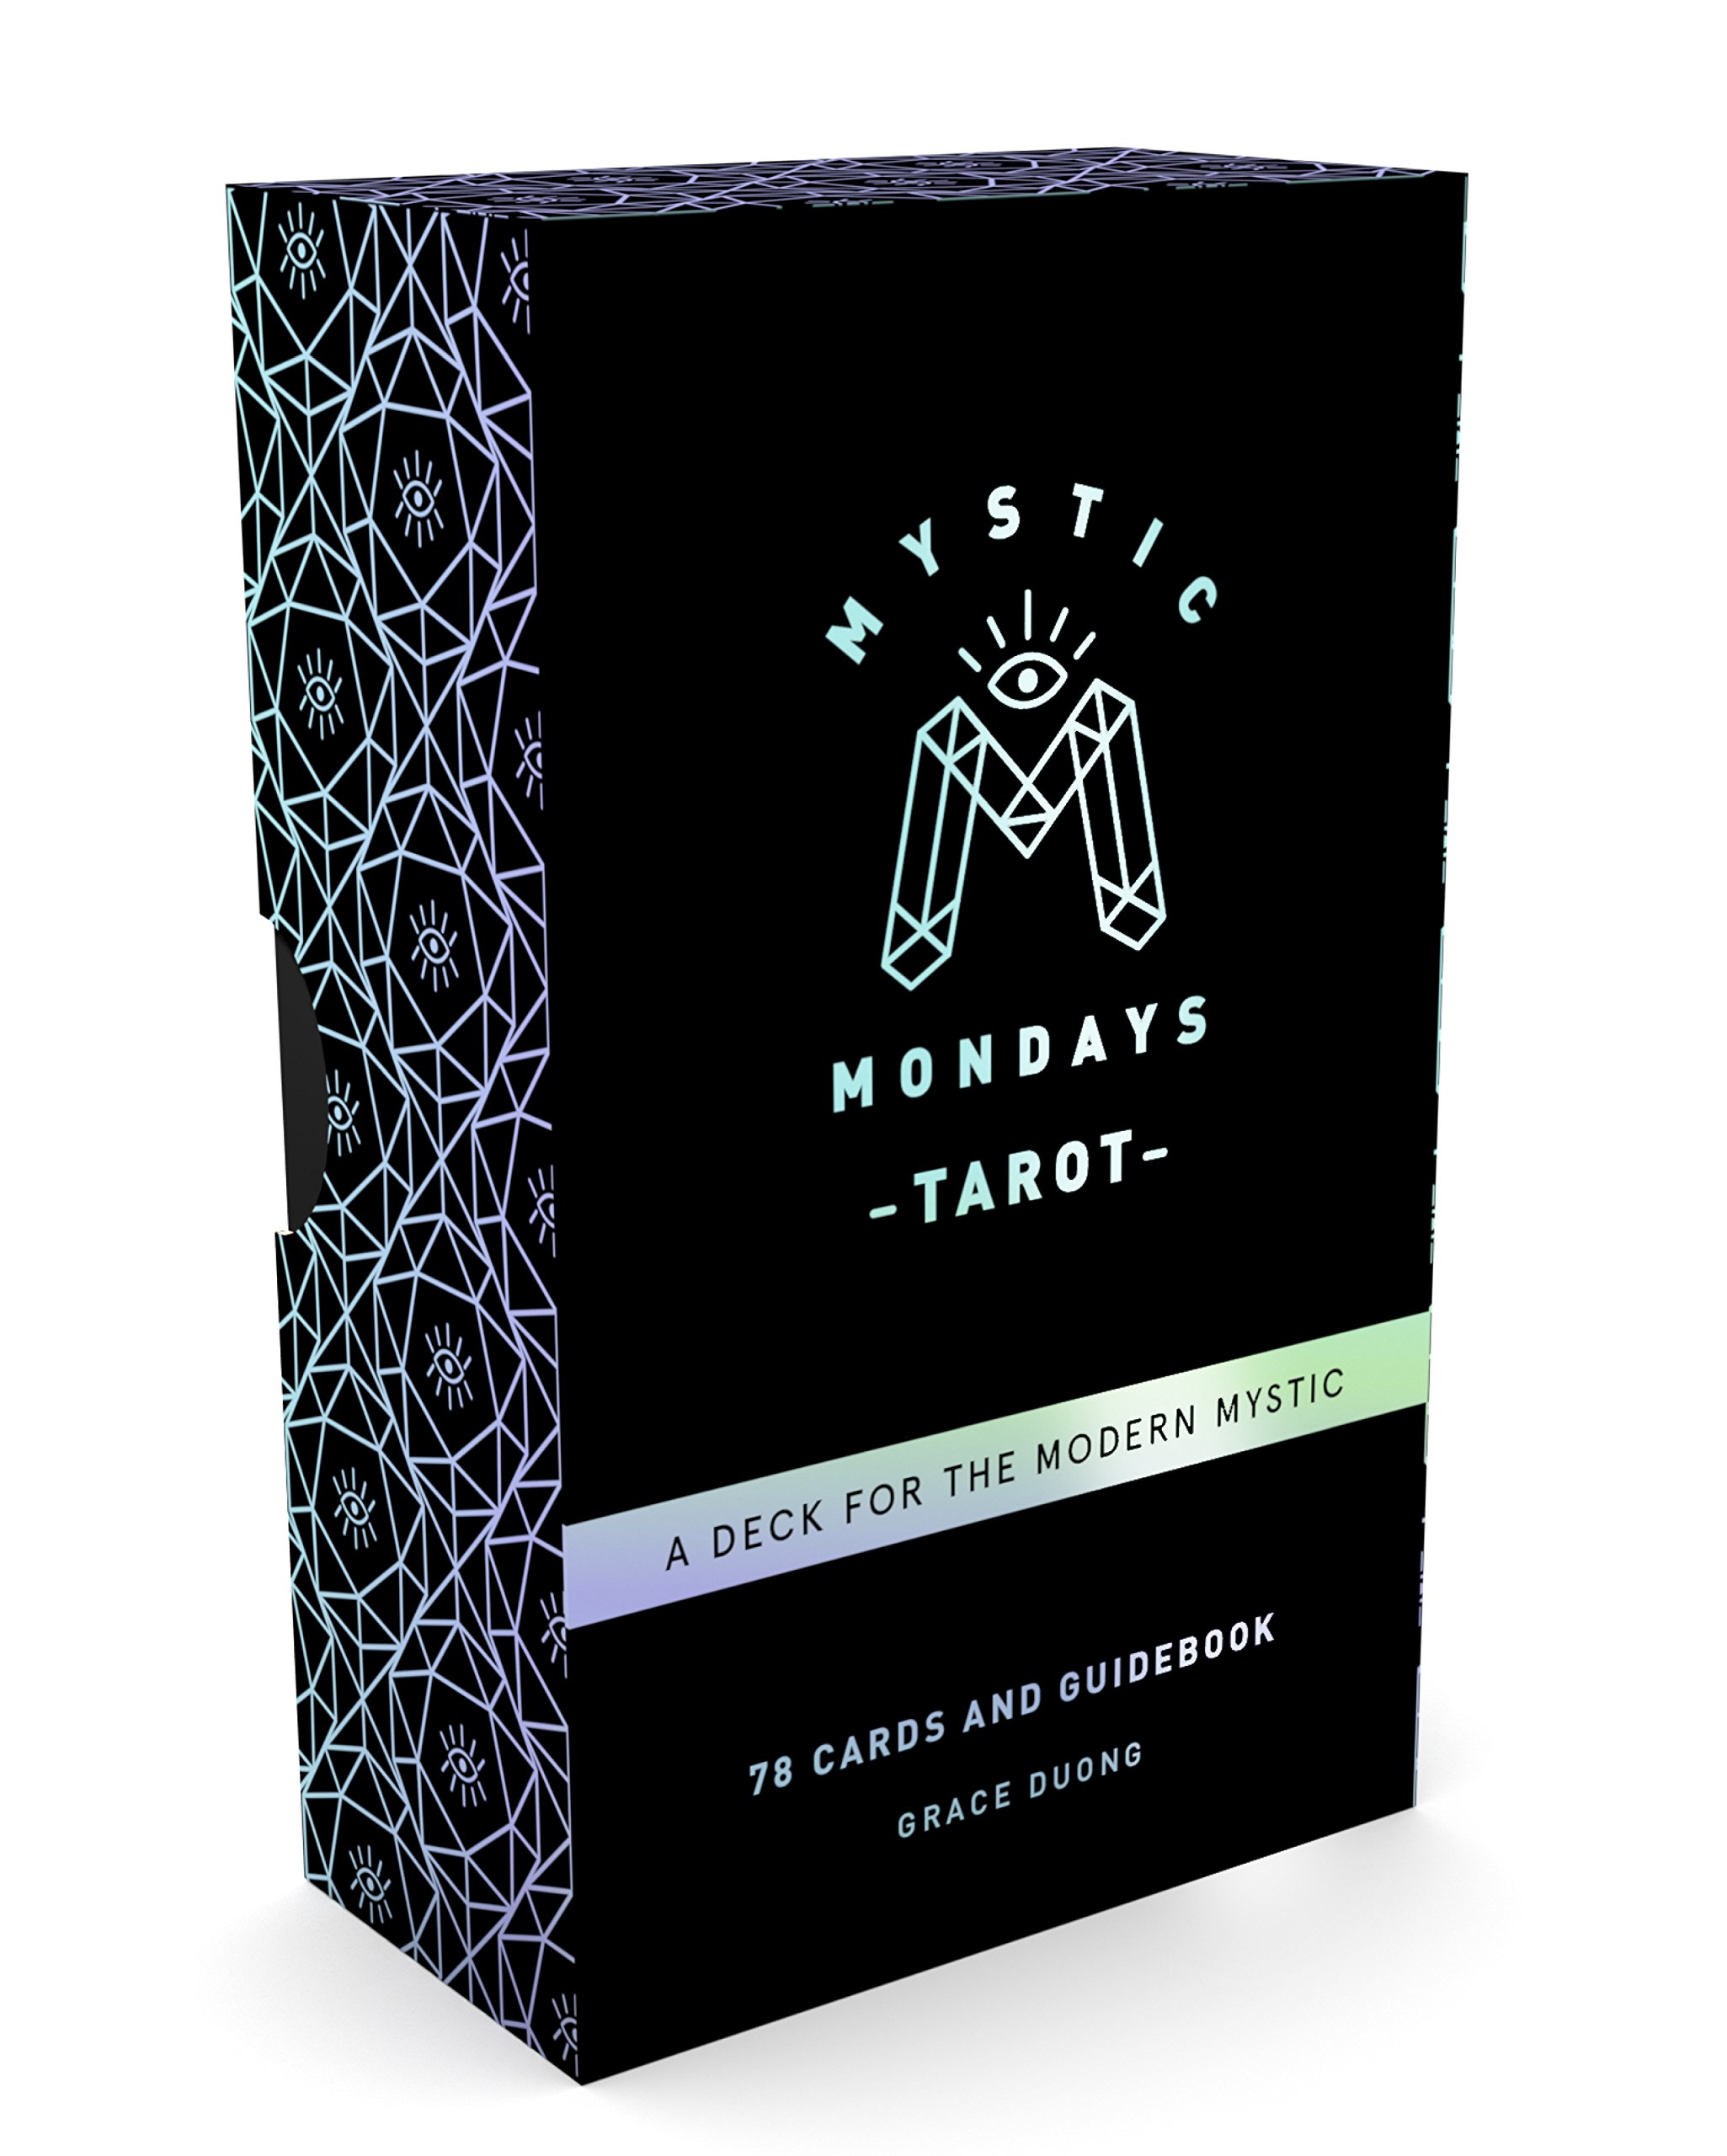 MYSTIC
MONDAYS
-TAROT-
A DECK FOR THE MODERN MYSTIC
78 CARDS AND GUIDEBOOK
GRACE DUONG